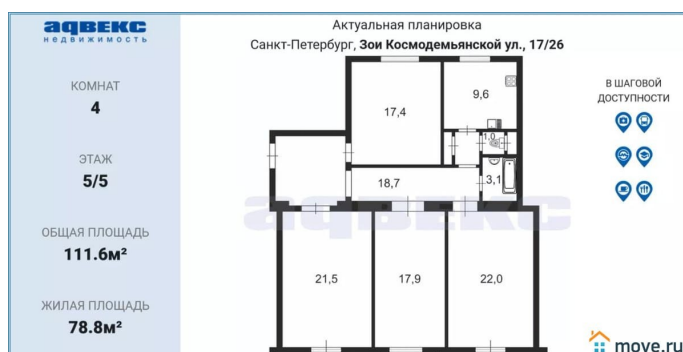 адвекс
недвижимость
КОМНАТ
4
ЭТАЖ
5/5
ОБЩАЯ ПЛОЩАДЬ
111.6м²
ЖИЛАЯ ПЛОЩАДЬ
78.8м²
Актуальная планировка
Санкт-Петербург, Зои Космодемьянской ул., 17/26
17,4
9,6
1,0
18,7
3,1
адвекс
21,5
17,9
22,0
В ШАГОВОЙ
ДОСТУПНОСТИ
move.ru